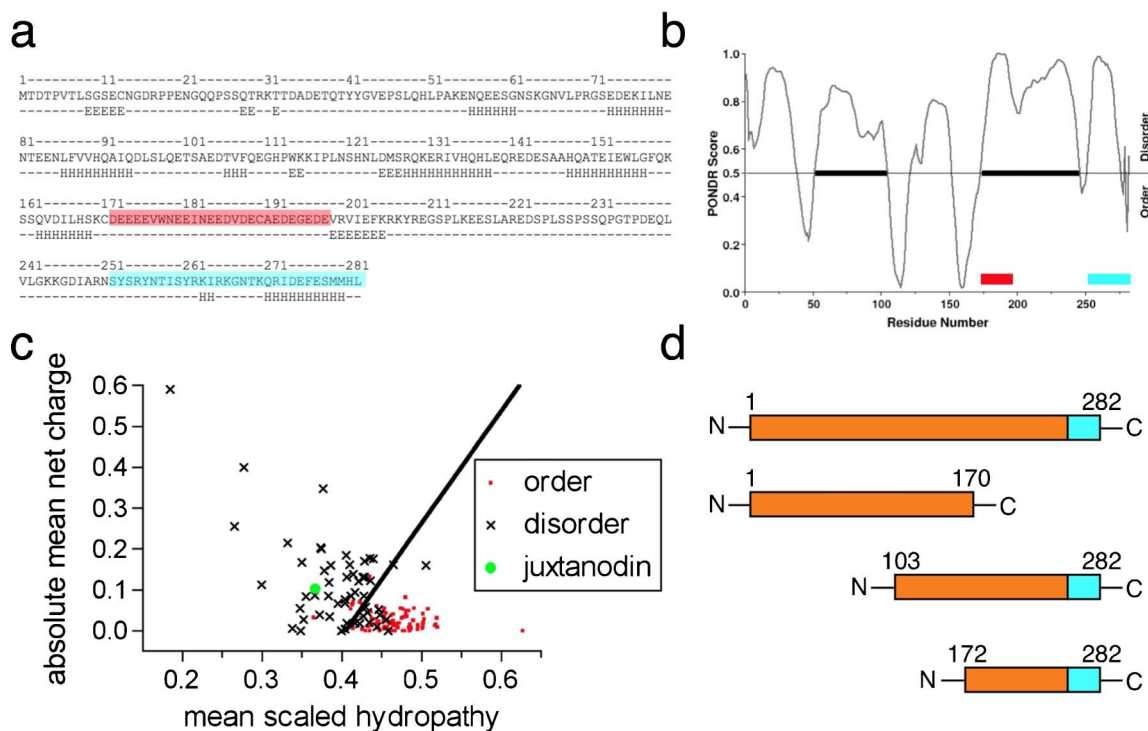 a
1---------11--------21--------31--------41--------51--------61--------71--------
MTDTPVTLSGSECNGDRPPENGQQPSSQTRKTTDADETQTYYGVEPSLQHLPAKENQEESGNSKGNVLPRGSEDEKILNE
--------EEEE---------------EE--E-----------------------HHHHHH-----------HHHHHHH-
81--------91--------101-------111-------121-------131-------141-------151-------
NTEENLFVVHQAIQDLSLQETSAEDTVFQEGHPWKKIPLNSHNLDMSRQKERIVHQHLEQREDESAAHQATEIEWLGFQK
-----HHHHHHHHH-----------HHH-----EE--------EEEEHHHHHHHHHHH-----HHHHHHHHH--------
161-------171-------181-------191-------201-------211-------221-------231-------
SSQVDILHSKCDEEEEVWNEEINEEDVDECAEDEGEDEVRVIEFKRKYREGSPLKEESLAREDSPLSSPSSQPGTPDEQL
--HHHHHHH-----------------------------EEEEEEE-----------------------------------
241-------251-------261-------271-------281
VLGKKGDIARNSYSRYNTISYRKIRKGNTKQRIDEFESMMHL
----------------------HH------HHHHHHHHHH--
b
1.0
0.8
0.6
0.5
0.4
0.2
0.0
PONDR Score
Disorder
Order
0 50 100 150 200 250
Residue Number
c
0.6
0.5
0.4
0.3
0.2
0.1
0.0
absolute mean net charge
order
disorder
juxtanodin
0.2 0.3 0.4 0.5 0.6
mean scaled hydropathy
d
1 282
N C
1 170
N C
103 282
N C
172 282
N C